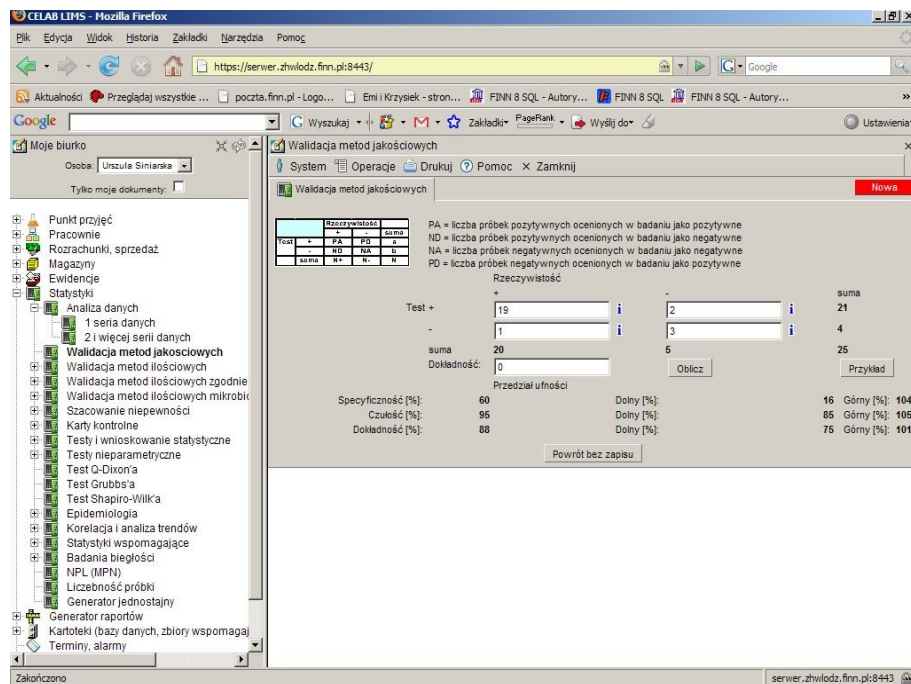 CELAB LIMS - Mozilla Firefox
Plik Edycja Widok Historia Zakładki Narzędzia Pomoc
https://serwer.zhwlodz.finn.pl:8443/ Google
Aktualności Przeglądaj wszystkie ... poczta.finn.pl - Logo... Emi i Krzysiek - stron... FINN 8 SQL - Autory... FINN 8 SQL FINN 8 SQL - Autory... »
Google Wyszukaj Zakładki PageRank Wyślij do Ustawienia
Moje biurko
Osoba: Urszula Siniarska
Tylko moje dokumenty:
Punkt przyjęć
Pracownie
Rozrachunki, sprzedaż
Magazyny
Ewidencje
Statystyki
Analiza danych
1 seria danych
2 i więcej serii danych
Walidacja metod jakosciowych
Walidacja metod ilościowych
Walidacja metod ilościowych zgodnie
Walidacja metod ilościowych mikrobio
Szacowanie niepewności
Karty kontrolne
Testy i wnioskowanie statystyczne
Testy nieparametryczne
Test Q-Dixon'a
Test Grubbs'a
Test Shapiro-Wilk'a
Epidemiologia
Korelacja i analiza trendów
Statystyki wspomagające
Badania biegłości
NPL (MPN)
Liczebność próbki
Generator jednostajny
Generator raportów
Kartoteki (bazy danych, zbiory wspomagaj
Terminy, alarmy
Walidacja metod jakościowych
System Operacje Drukuj Pomoc Zamknij
Walidacja metod jakościowych Nowa
Rzeczywistość
+ - suma
Test + PA PD a
- ND NA b
suma N+ N- N
PA = liczba próbek pozytywnych ocenionych w badaniu jako pozytywne
ND = liczba próbek pozytywnych ocenionych w badaniu jako negatywne
NA = liczba próbek negatywnych ocenionych w badaniu jako negatywne
PD = liczba próbek negatywnych ocenionych w badaniu jako pozytywne
Rzeczywistość
+ - suma
Test + 19 i 2 i 21
- 1 i 3 i 4
suma 20 5 25
Dokładność: 0 Oblicz Przykład
Przedział ufności
Specyficzność [%]: 60 Dolny [%]: 16 Górny [%]: 104
Czułość [%]: 95 Dolny [%]: 85 Górny [%]: 105
Dokładność [%]: 88 Dolny [%]: 75 Górny [%]: 101
Powrót bez zapisu
Zakończono serwer.zhwlodz.finn.pl:8443